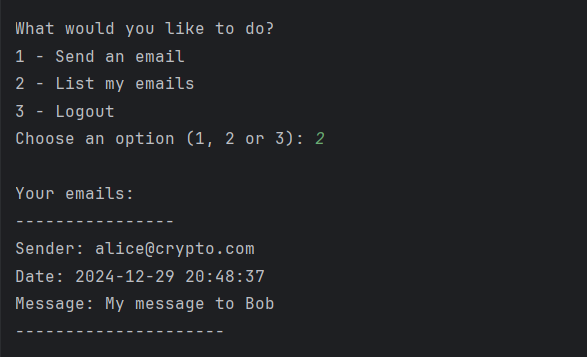 What would you like to do?
1 - Send an email
2 - List my emails
3 - Logout
Choose an option (1, 2 or 3): 2
Your emails:
----------------
Sender: alice@crypto.com
Date: 2024-12-29 20:48:37
Message: My message to Bob
---------------------